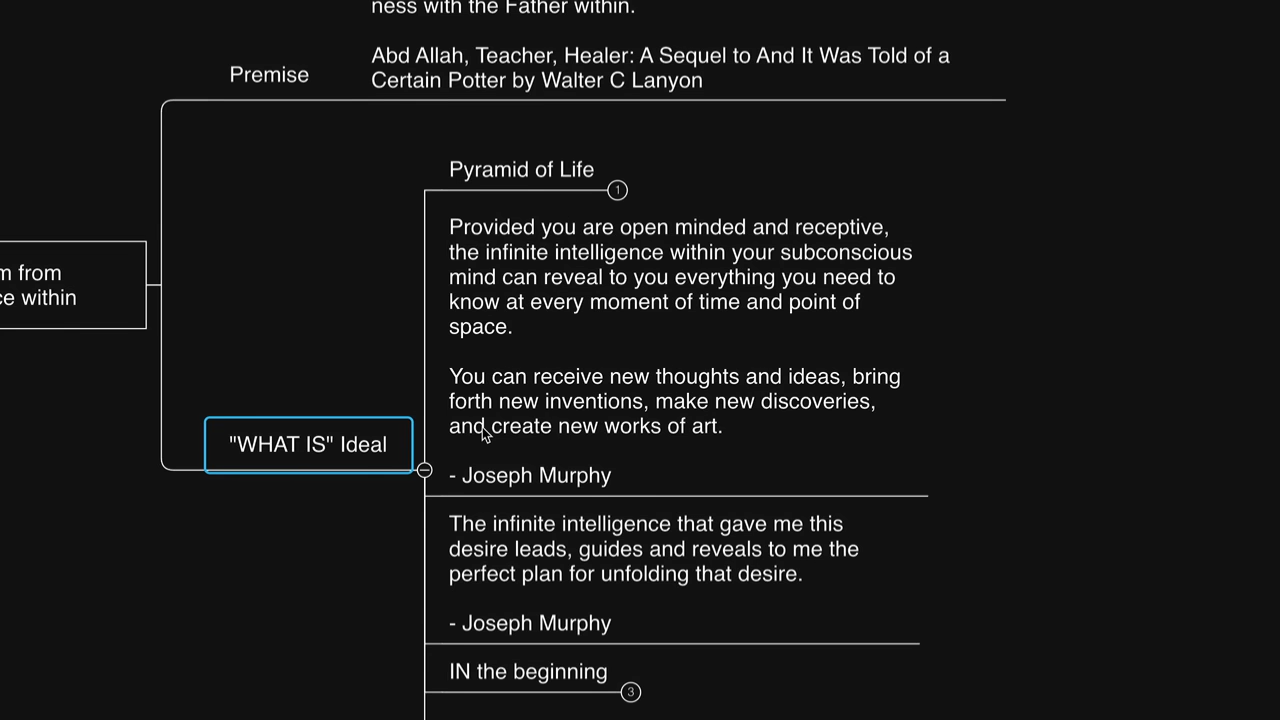 ness with the Father within.
Abd Allah, Teacher, Healer: A Sequel to And It Was Told of a
Certain Potter by Walter C Lanyon
Premise
Pyramid of Life
1
Provided you are open minded and receptive,
the infinite intelligence within your subconscious
mind can reveal to you everything you need to
know at every moment of time and point of
space.
You can receive new thoughts and ideas, bring
forth new inventions, make new discoveries,
and create new works of art.
- Joseph Murphy
m from
ce within
"WHAT IS" Ideal
The infinite intelligence that gave me this
desire leads, guides and reveals to me the
perfect plan for unfolding that desire.
- Joseph Murphy
IN the beginning
3